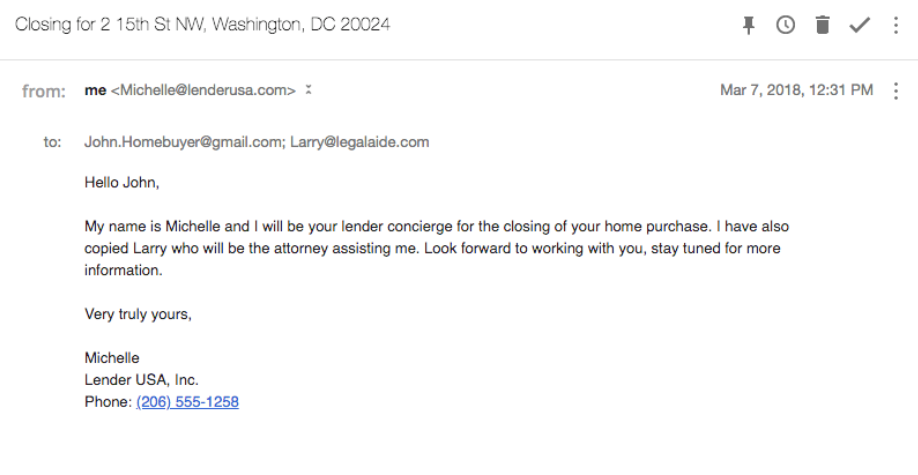 Closing for 2 15th St NW, Washington, DC 20024
from: me <Michelle@lenderusa.com> Mar 7, 2018, 12:31 PM
to: John.Homebuyer@gmail.com; Larry@legalaide.com
Hello John,
My name is Michelle and I will be your lender concierge for the closing of your home purchase. I have also
copied Larry who will be the attorney assisting me. Look forward to working with you, stay tuned for more
information.
Very truly yours,
Michelle
Lender USA, Inc.
Phone: (206) 555-1258